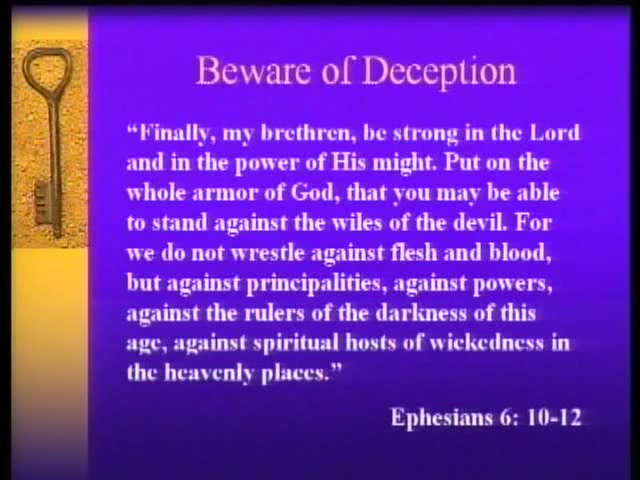 Beware of Deception
“Finally, my brethren, be strong in the Lord
and in the power of His might. Put on the
whole armor of God, that you may be able
to stand against the wiles of the devil. For
we do not wrestle against flesh and blood,
but against principalities, against powers,
against the rulers of the darkness of this
age, against spiritual hosts of wickedness in
the heavenly places.”
Ephesians 6: 10-12